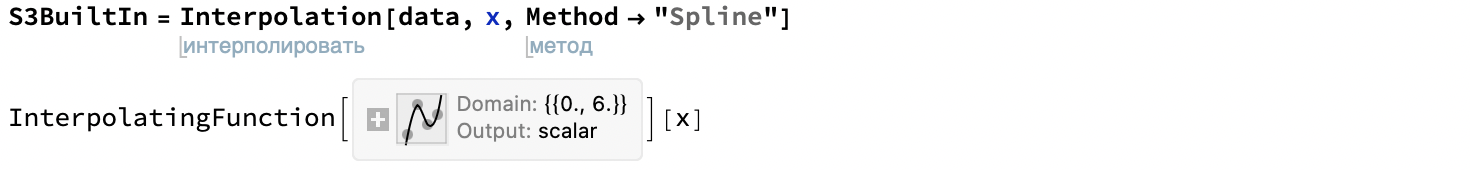 S3BuiltIn = Interpolation[data, x, Method → "Spline"]
интерполировать метод
InterpolatingFunction[ Domain: {{0., 6.}} Output: scalar ][x]